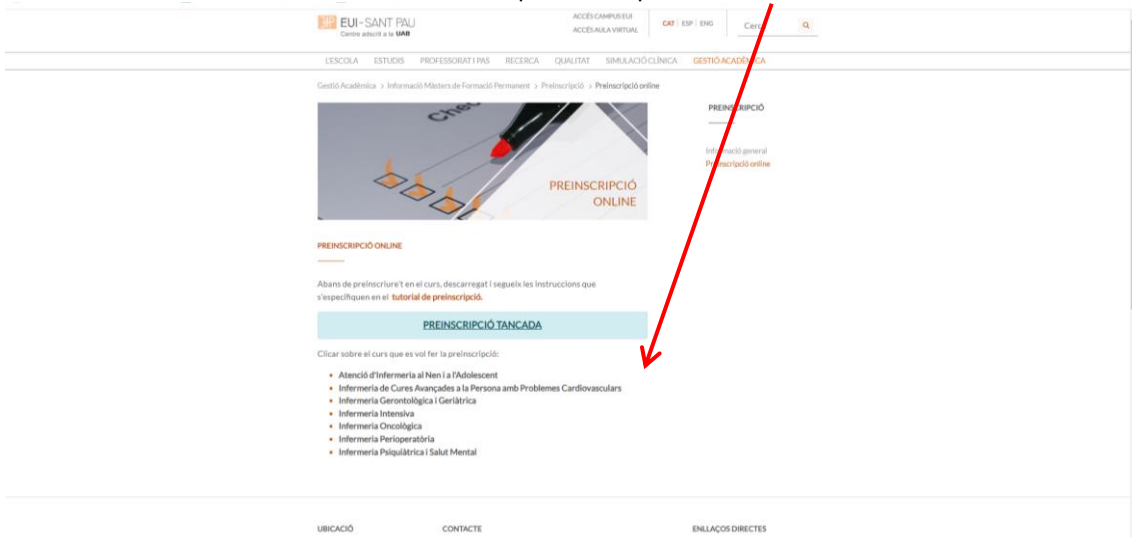 EUI-SANT PAU
Centre adscrit a la UAB
ACCÉS CAMPUS EUI
ACCÉS AULA VIRTUAL
CAT ESP ENG
Cerca
L'ESCOLA ESTUDIS PROFESSORAT I PAS RECERCA QUALITAT SIMULACIÓ CLÍNICA GESTIÓ ACADÈMICA
Gestió Acadèmica > Informació Màsters de Formació Permanent > Preinscripció > Preinscripció online
PREINSCRIPCIÓ
Informació general
Preinscripció online
Chec
PREINSCRIPCIÓ
ONLINE
PREINSCRIPCIÓ ONLINE
Abans de preinscriure't en el curs, descarregat i segueix les instruccions que
s'especifiquen en el tutorial de preinscripció.
PREINSCRIPCIÓ TANCADA
Clicar sobre el curs que es vol fer la preinscripció:
• Atenció d'Infermeria al Nen i a l'Adolescent
• Infermeria de Cures Avançades a la Persona amb Problemes Cardiovasculars
• Infermeria Gerontològica i Geriàtrica
• Infermeria Intensiva
• Infermeria Oncològica
• Infermeria Perioperatòria
• Infermeria Psiquiàtrica i Salut Mental
UBICACIÓ CONTACTE ENLLAÇOS DIRECTES